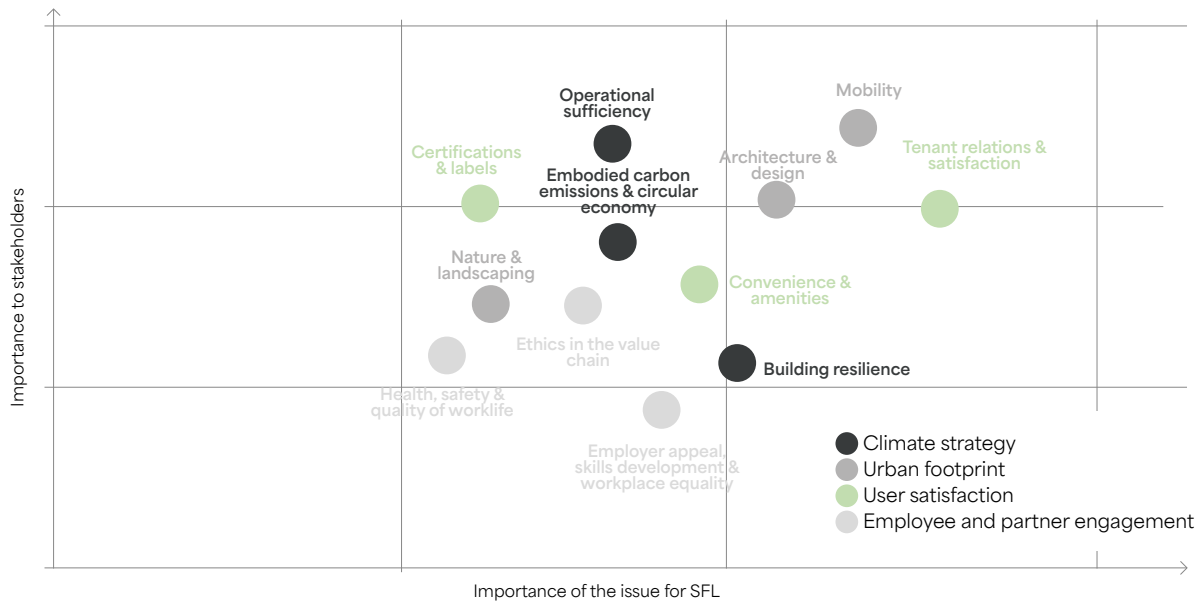 Mobility
Operational
sufficiency
Tenant relations &
satisfaction
Certifications
& labels
Architecture &
design
Embodied carbon
emissions & circular
economy
Nature &
landscaping
Convenience &
amenities
Ethics in the value
chain
Building resilience
Health, safety &
quality of worklife
Employer appeal,
skills development &
workplace equality
Importance to stakeholders
Climate strategy
Urban footprint
User satisfaction
Employee and partner engagement
Importance of the issue for SFL